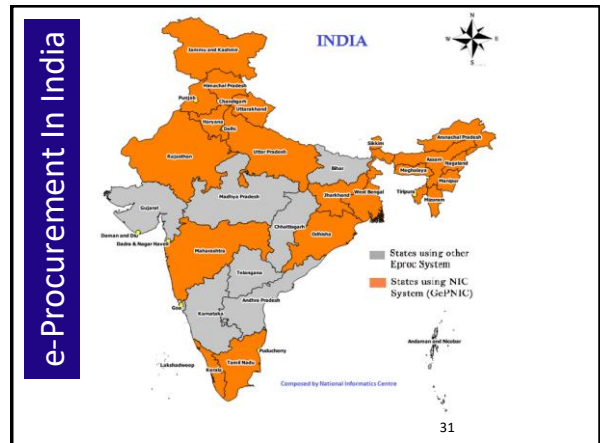 e-Procurement In India
INDIA
N
E
S
Jammu and Kashmir
Himachal Pradesh
Punjab
Chandigarh
Uttarakhand
Haryana
Delhi
Arunachal Pradesh
Sikkim
Rajasthan
Uttar Pradesh
Assam
Nagaland
Bihar
Meghalaya
Manipur
Jharkhand
West Bengal
Tiripura
Mizoram
Gujarat
Madhya Pradesh
Chhattisgarh
Daman and Diu
Dadra & Nagar Haveli
Odhisha
Maharashtra
States using other
Eproc System
Telangana
States using NIC
System (GePNIC)
Andhra Pradesh
Goa
Karnataka
Andaman and Nicobar
Puducherry
Lakshadweep
Tamil Nadu
Kerala
Composed by National Informatics Centre
31